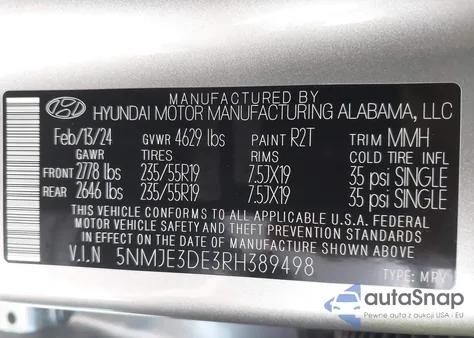 MANUFACTURED BY
HYUNDAI MOTOR MANUFACTURING ALABAMA, LLC
Feb/13/24 GVWR 4629 lbs PAINT R2T TRIM MMH
GAWR TIRES RIMS COLD TIRE INFL PSI
FRONT 2778 lbs 235/55R19 7.5JX19 35 psi SINGLE
REAR 2646 lbs 235/55R19 7.5JX19 35 psi SINGLE
THIS VEHICLE CONFORMS TO ALL APPLICABLE U.S.A. FEDERAL
MOTOR VEHICLE SAFETY AND THEFT PREVENTION STANDARDS
IN EFFECT ON THE DATE OF MANUFACTURE SHOWN ABOVE.
V.I.N 5NMJE3DE3RH389498 TYPE: MPV
autoSnap
Pewne auta z aukcji USA i EU